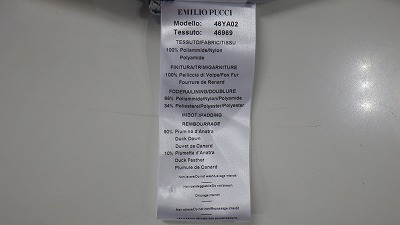 EMILIO PUCCI
Modello: 46YA02
Tessuto: 46969
TESSUTO/FABRIC/TISSU
100% Poliammide/Nylon
Polyamide
FINITURA/TRIM/GARNITURE
100% Pelliccia di Volpe/Fox Fur
Fourrure de Renard
FODERA/LINING/DOUBLURE
66% Poliammide/Nylon/Polyamide
34% Poliestere/Polyester/Polyester
IMBOT./PADDING
REMBOURRAGE
90% Piumino d'Anatra
Duck Down
Duvet de Canard
10% Piumette d'Anatra
Duck Feather
Plumule de Canard